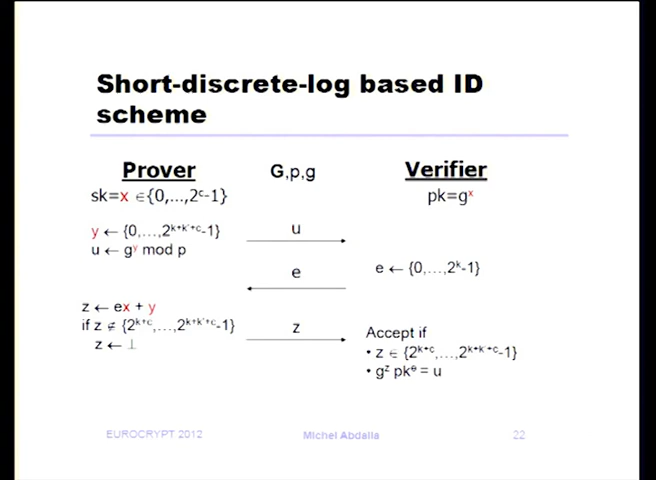 Short-discrete-log based ID
scheme
Prover
G,p,g
Verifier
sk=x ∈{0,...,2ᶜ-1}
pk=gˣ
y ← {0,...,2ᵏ⁺ᵏ'⁺ᶜ-1}
u ← gʸ mod p
u
e
e ← {0,...,2ᵏ-1}
z ← ex + y
if z ∉ {2ᵏ⁺ᶜ,...,2ᵏ⁺ᵏ'⁺ᶜ-1}
z ← ⊥
z
Accept if
• z ∈ {2ᵏ⁺ᶜ,...,2ᵏ⁺ᵏ'⁺ᶜ-1}
• gᶻ pkᵉ = u
EUROCRYPT 2012
Michel Abdalla
22